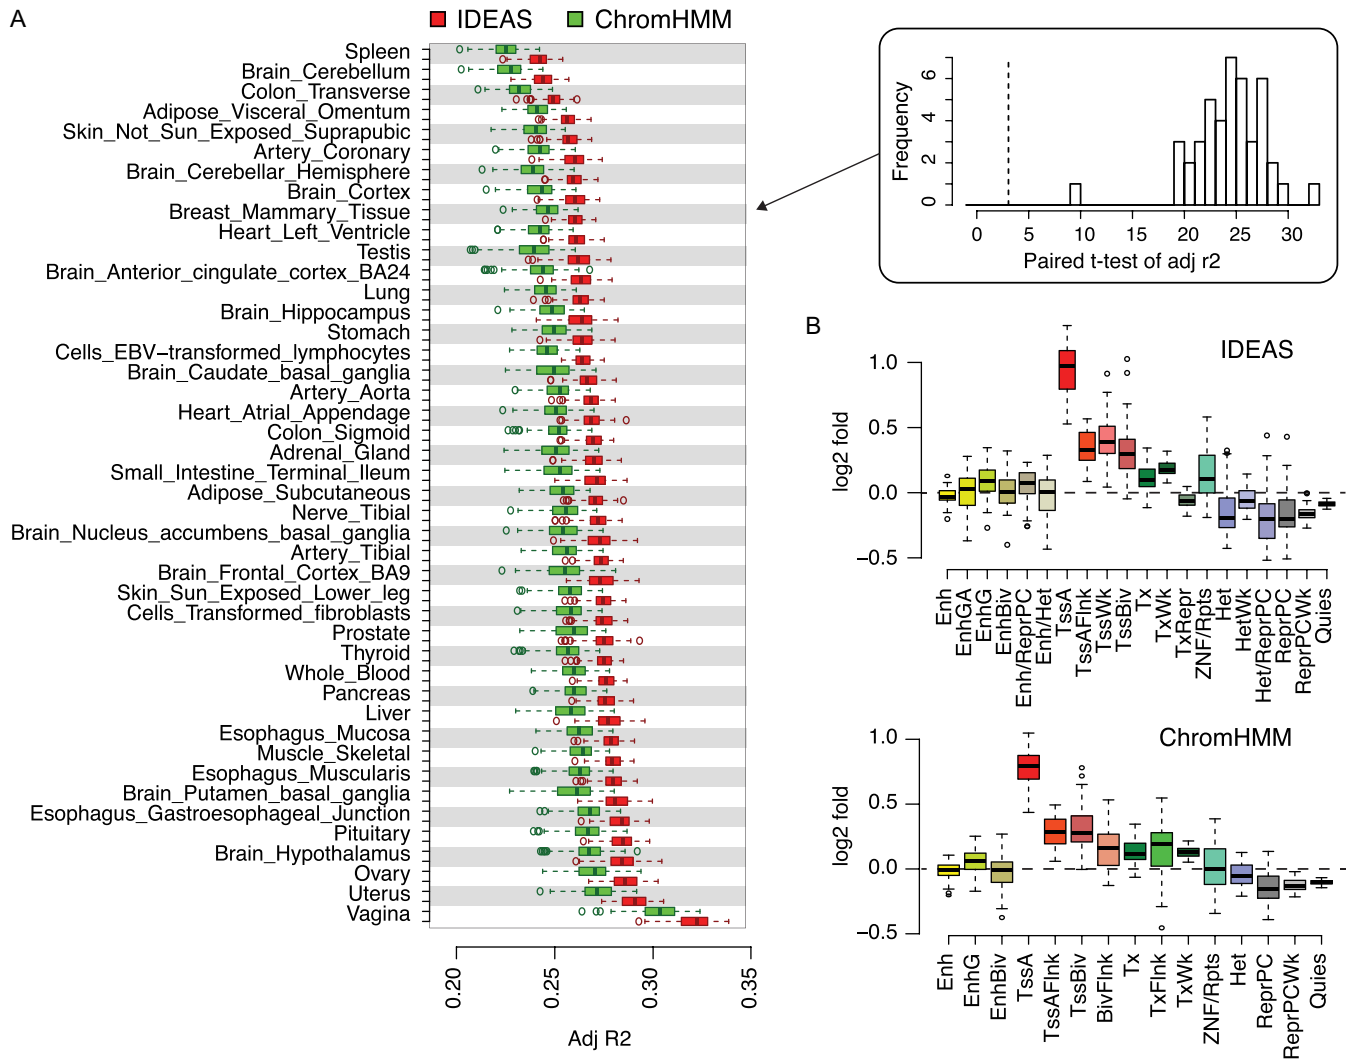 A
IDEAS
ChromHMM
Spleen
Brain_Cerebellum
Colon_Transverse
Adipose_Visceral_Omentum
Skin_Not_Sun_Exposed_Suprapubic
Artery_Coronary
Brain_Cerebellar_Hemisphere
Brain_Cortex
Breast_Mammary_Tissue
Heart_Left_Ventricle
Testis
Brain_Anterior_cingulate_cortex_BA24
Lung
Brain_Hippocampus
Stomach
Cells_EBV−transformed_lymphocytes
Brain_Caudate_basal_ganglia
Artery_Aorta
Heart_Atrial_Appendage
Colon_Sigmoid
Adrenal_Gland
Small_Intestine_Terminal_Ileum
Adipose_Subcutaneous
Nerve_Tibial
Brain_Nucleus_accumbens_basal_ganglia
Artery_Tibial
Brain_Frontal_Cortex_BA9
Skin_Sun_Exposed_Lower_leg
Cells_Transformed_fibroblasts
Prostate
Thyroid
Whole_Blood
Pancreas
Liver
Esophagus_Mucosa
Muscle_Skeletal
Esophagus_Muscularis
Brain_Putamen_basal_ganglia
Esophagus_Gastroesophageal_Junction
Pituitary
Brain_Hypothalamus
Ovary
Uterus
Vagina
0.20 0.25 0.30 0.35
Adj R2
Frequency
6
4
2
0
0 5 10 15 20 25 30
Paired t-test of adj r2
B
IDEAS
log2 fold
1.0
0.5
0.0
−0.5
Enh
EnhGA
EnhG
EnhBiv
Enh/ReprPC
Enh/Het
TssA
TssAFlnk
TssWk
TssBiv
Tx
TxWk
TxRepr
ZNF/Rpts
Het
HetWk
Het/ReprPC
ReprPC
ReprPCWk
Quies
ChromHMM
log2 fold
1.0
0.5
0.0
−0.5
Enh
EnhG
EnhBiv
TssA
TssAFlnk
TssBiv
BivFlnk
Tx
TxFlnk
TxWk
ZNF/Rpts
Het
ReprPC
ReprPCWk
Quies